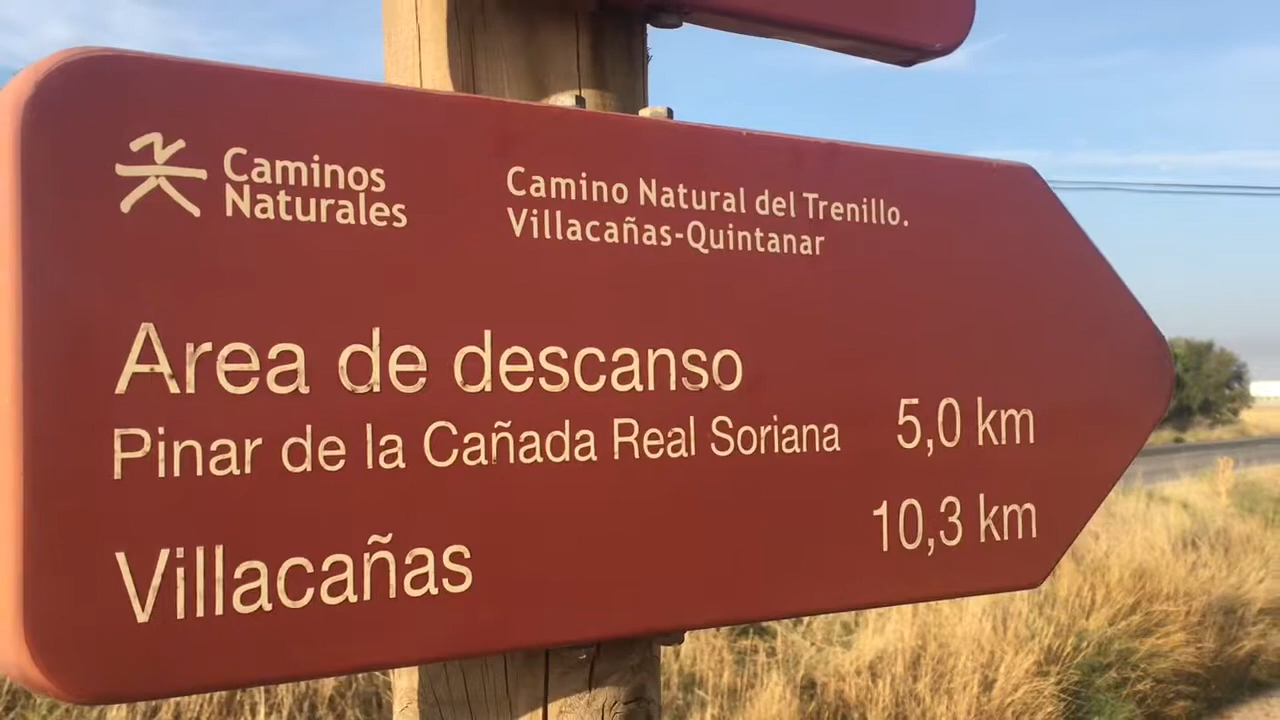 Caminos
Naturales
Camino Natural del Trenillo.
Villacañas-Quintanar
Area de descanso
Pinar de la Cañada Real Soriana 5,0 km
Villacañas 10,3 km